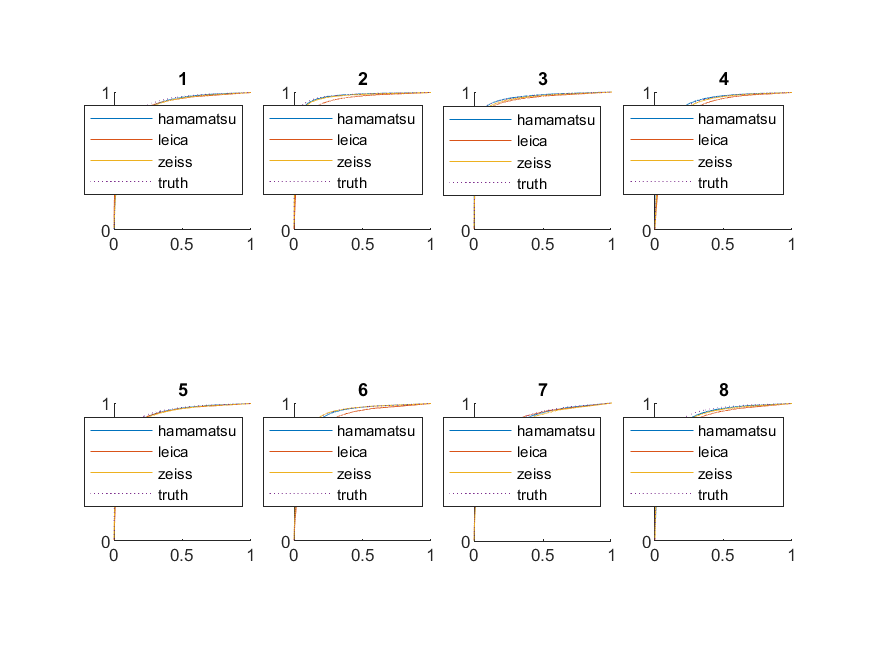 1 2 3 4
1 1 1 1
hamamatsu hamamatsu hamamatsu hamamatsu
leica leica leica leica
zeiss zeiss zeiss zeiss
truth truth truth truth
0 0 0 0
0 0.5 1 0 0.5 1 0 0.5 1 0 0.5 1
5 6 7 8
1 1 1 1
hamamatsu hamamatsu hamamatsu hamamatsu
leica leica leica leica
zeiss zeiss zeiss zeiss
truth truth truth truth
0 0 0 0
0 0.5 1 0 0.5 1 0 0.5 1 0 0.5 1